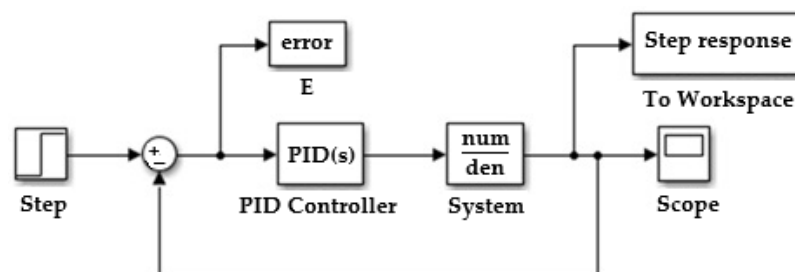 error
E
Step response
To Workspace
+
−
PID(s)
num
den
Step
PID Controller
System
Scope